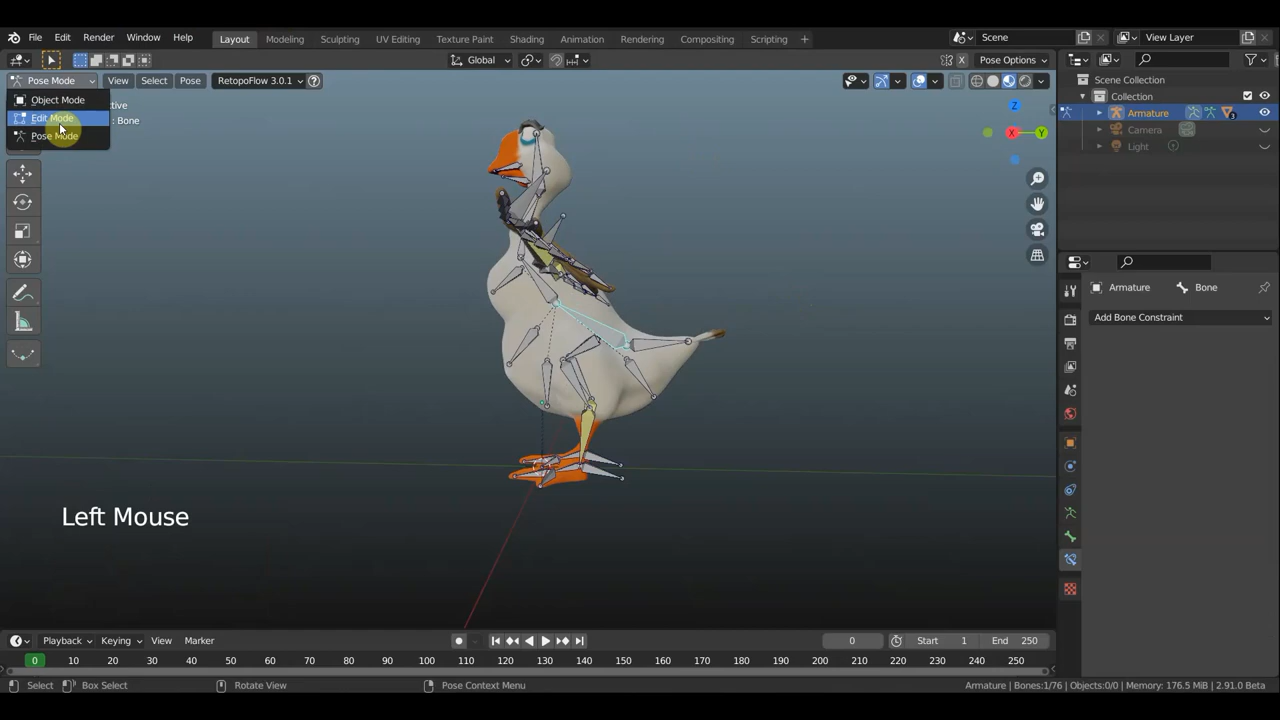 File Edit Render Window Help Layout Modeling Sculpting UV Editing Texture Paint Shading Animation Rendering Compositing Scripting + Scene View Layer
Global X Pose Options
Pose Mode View Select Pose RetopoFlow 3.0.1
Scene Collection
Object Mode
Collection
Edit Mode
: Bone
Armature
Pose Mode
Camera
Light
X Y Z
Armature Bone
Add Bone Constraint
Left Mouse
Playback Keying View Marker 0 Start 1 End 250
0 10 20 30 40 50 60 70 80 90 100 110 120 130 140 150 160 170 180 190 200 210 220 230 240 250
Select Box Select Rotate View Pose Context Menu Armature | Bones:1/76 | Objects:0/0 | Memory: 176.5 MiB | 2.91.0 Beta